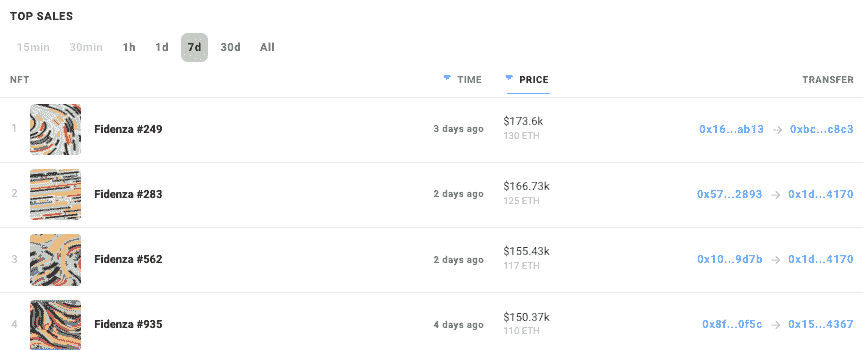 TOP SALES
15min 30min 1h 1d 7d 30d All
NFT TIME PRICE TRANSFER
1 Fidenza #249 3 days ago $173.6k 0x16...ab13 → 0xbc...c8c3
130 ETH
2 Fidenza #283 2 days ago $166.73k 0x57...2893 → 0x1d...4170
125 ETH
3 Fidenza #562 2 days ago $155.43k 0x10...9d7b → 0x1d...4170
117 ETH
4 Fidenza #935 4 days ago $150.37k 0x8f...0f5c → 0x15...4367
110 ETH